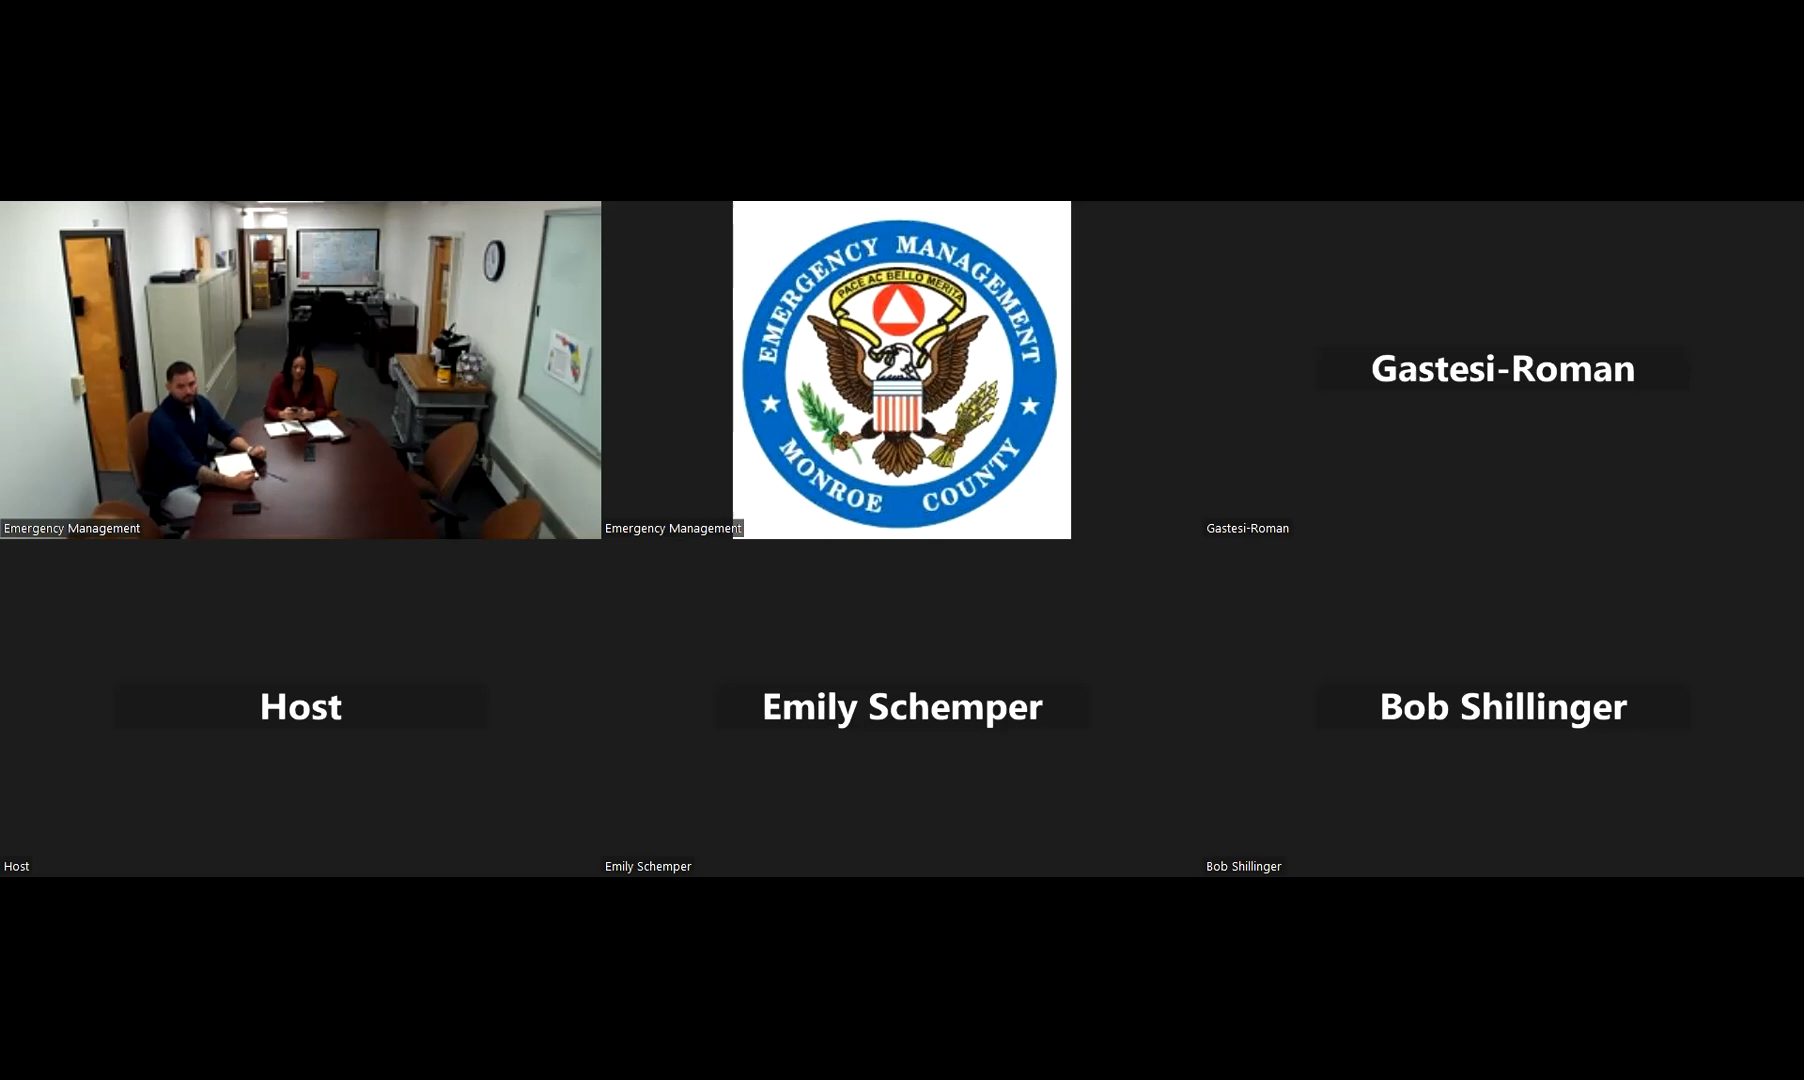 EMERGENCY MANAGEMENT
PACE AC BELLO MERITA
MONROE COUNTY
Gastesi-Roman
Emergency Management
Emergency Management
Gastesi-Roman
Host
Emily Schemper
Bob Shillinger
Host
Emily Schemper
Bob Shillinger